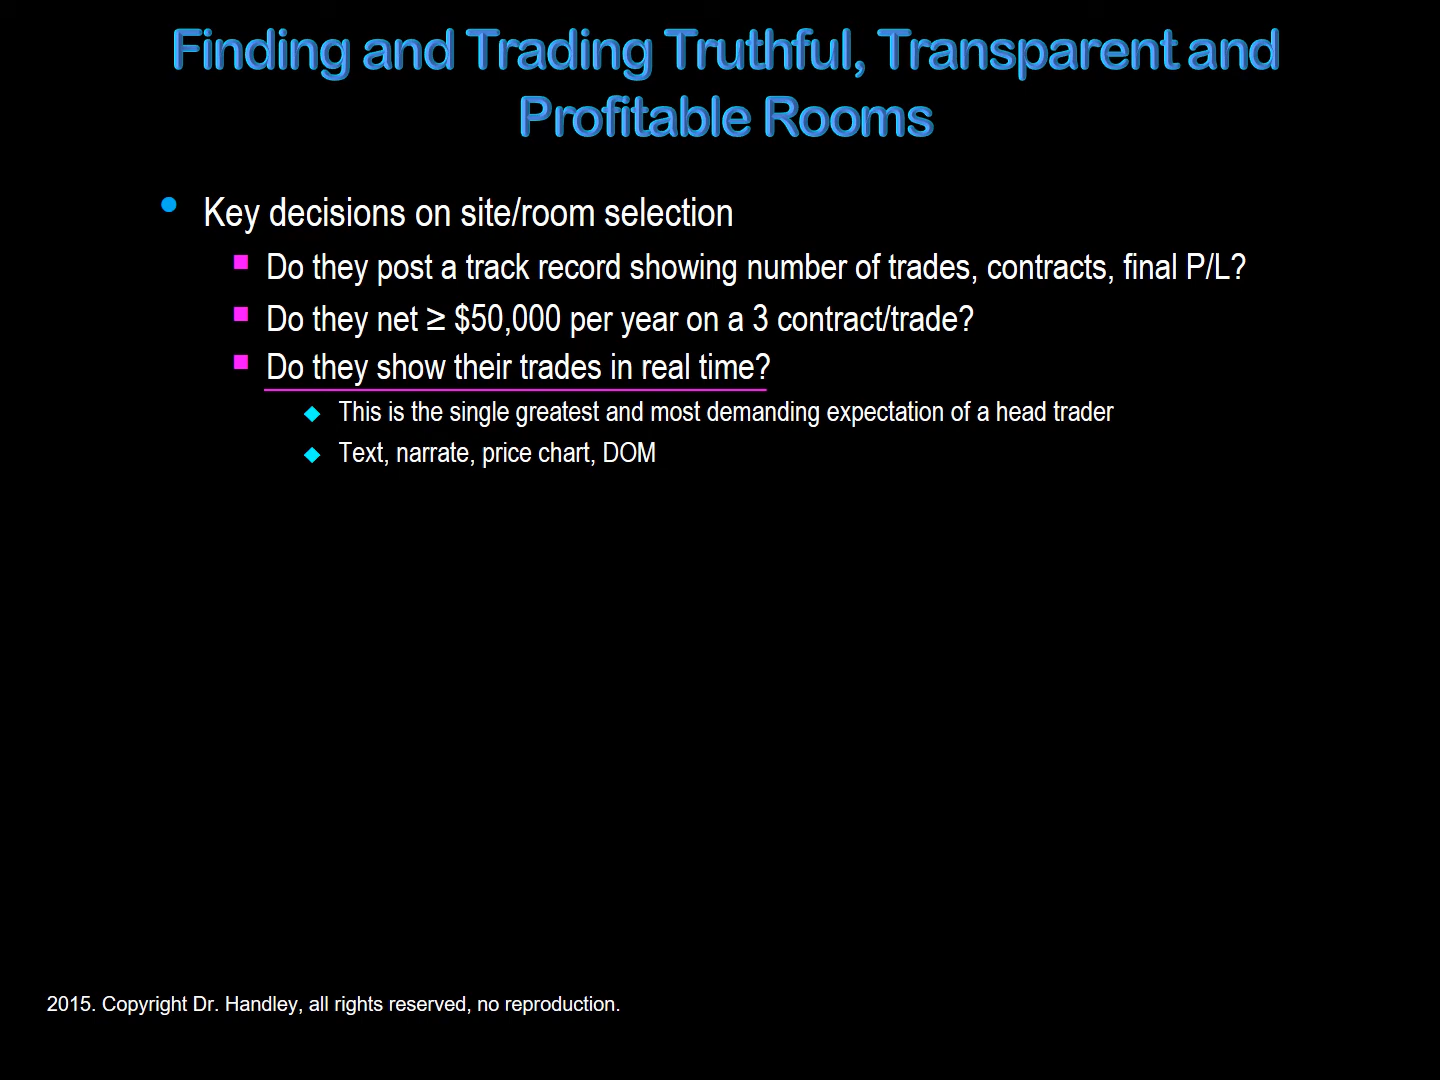 Finding and Trading Truthful, Transparent and
Profitable Rooms
Key decisions on site/room selection
Do they post a track record showing number of trades, contracts, final P/L?
Do they net ≥ $50,000 per year on a 3 contract/trade?
Do they show their trades in real time?
This is the single greatest and most demanding expectation of a head trader
Text, narrate, price chart, DOM
2015. Copyright Dr. Handley, all rights reserved, no reproduction.